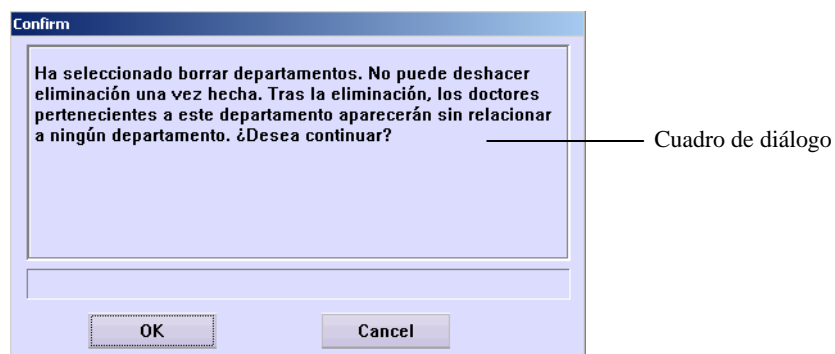 Confirm
Ha seleccionado borrar departamentos. No puede deshacer
eliminación una vez hecha. Tras la eliminación, los doctores
pertenecientes a este departamento aparecerán sin relacionar
a ningún departamento. ¿Desea continuar?
Cuadro de diálogo
OK
Cancel